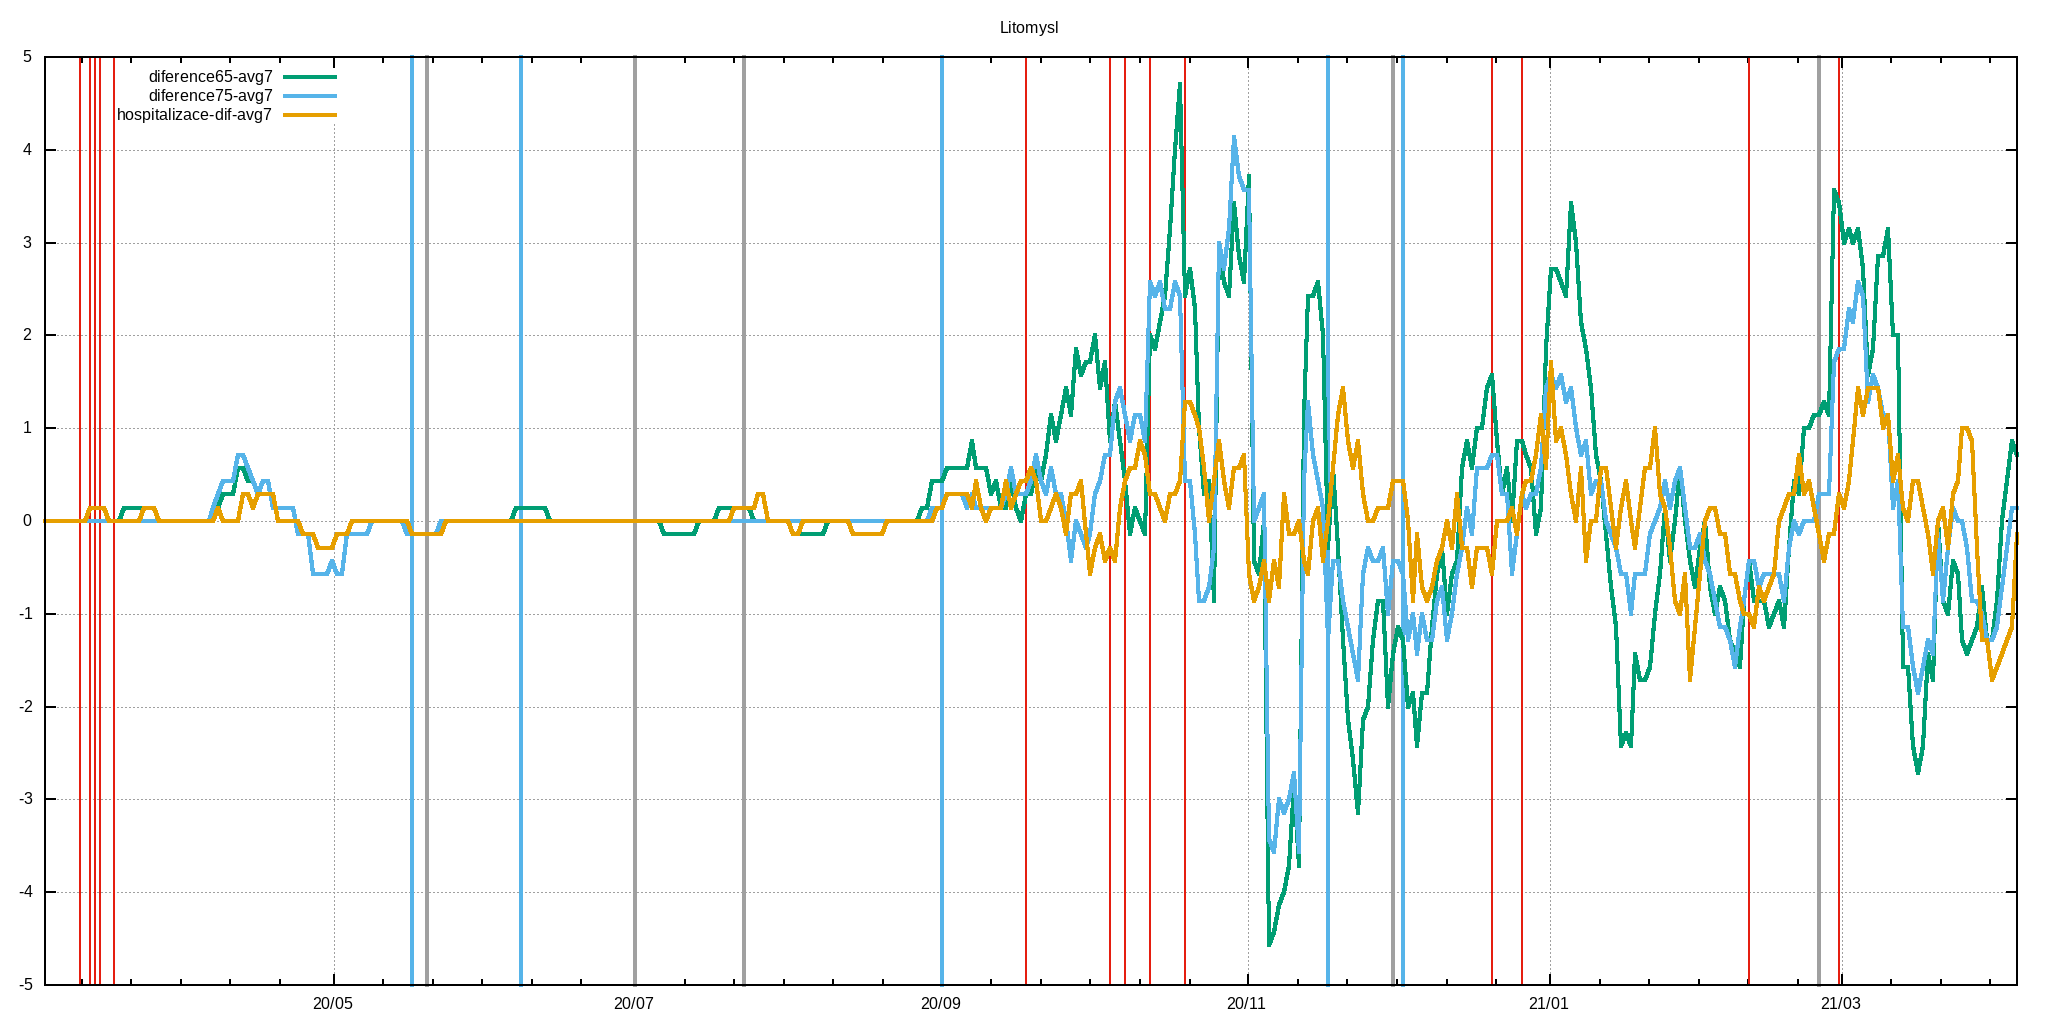 Litomysl
diference65-avg7
diference75-avg7
hospitalizace-dif-avg7
5
4
3
2
1
0
-1
-2
-3
-4
-5
20/05 20/07 20/09 20/11 21/01 21/03